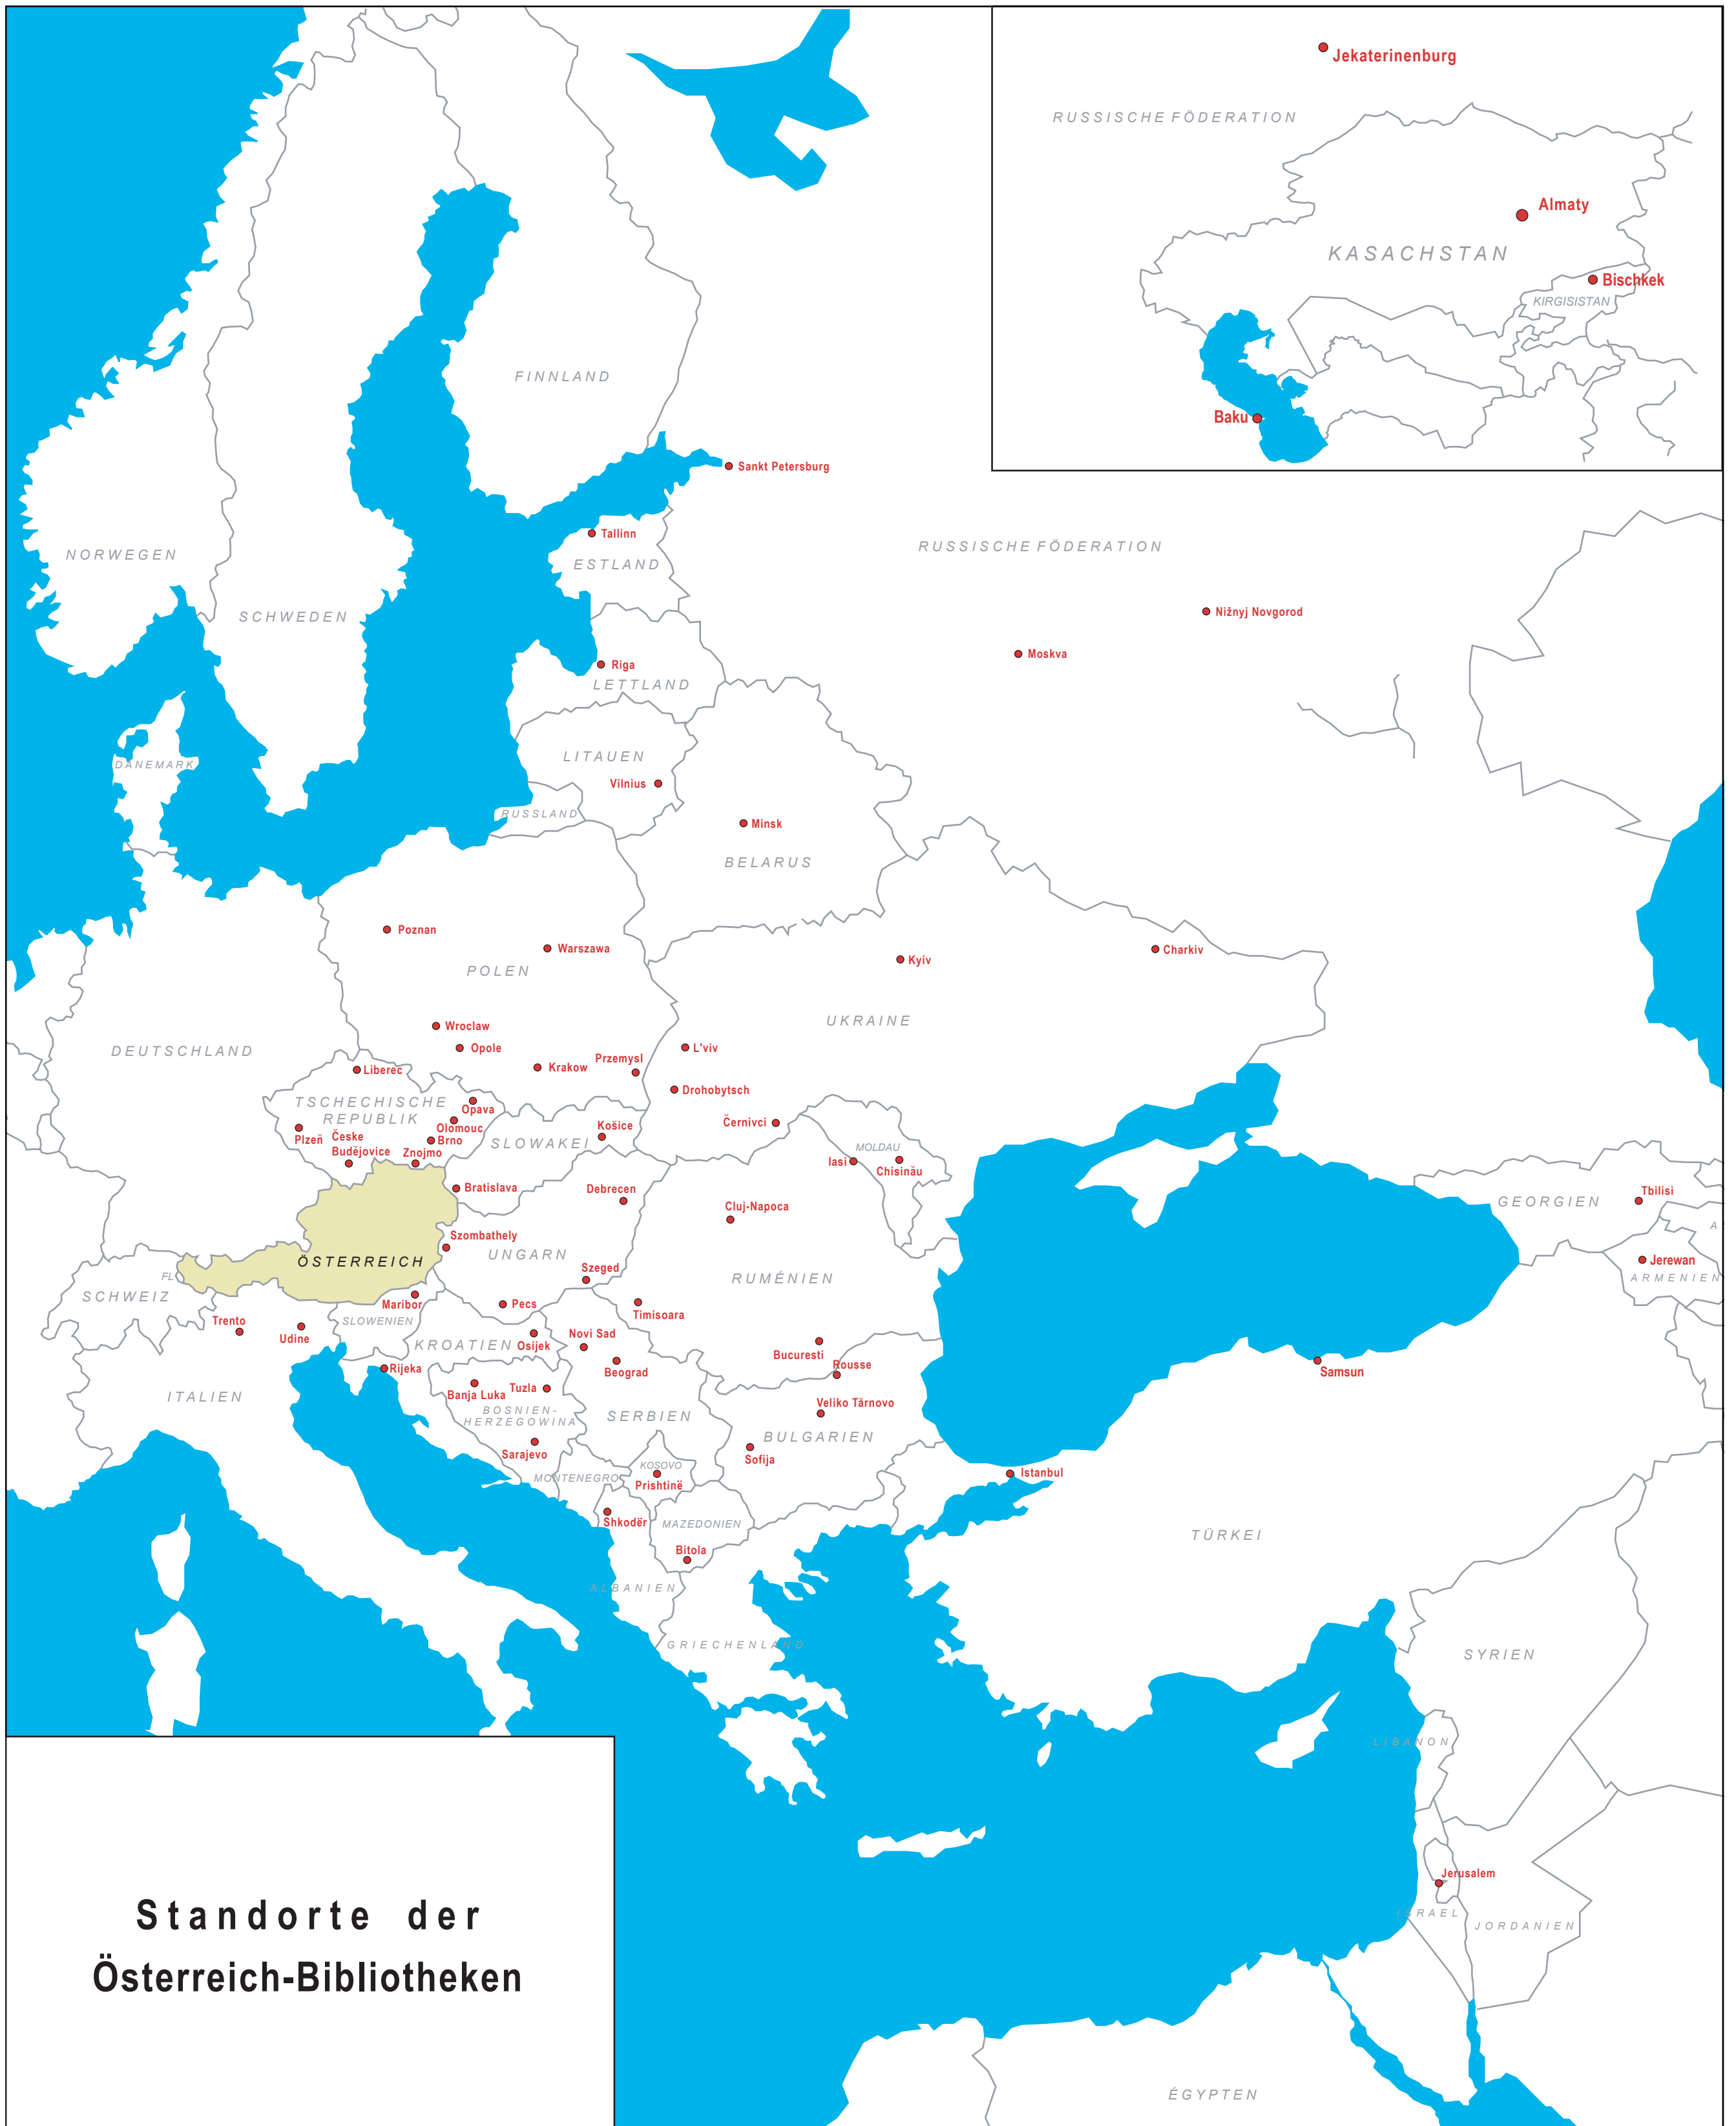 Jekaterinenburg
RUSSISCHE FÖDERATION
Almaty
KASACHSTAN
Bischkek
KIRGISISTAN
Baku
FINNLAND
Sankt Petersburg
Tallinn
ESTLAND
NORWEGEN
SCHWEDEN
RUSSISCHE FÖDERATION
Nižnyj Novgorod
Moskva
Riga
LETTLAND
LITAUEN
DÄNEMARK
Vilnius
RUSSLAND
Minsk
BELARUS
Poznan
Warszawa
POLEN
Kyiv
Charkiv
UKRAINE
Wroclaw
DEUTSCHLAND
Opole
L'viv
Przemysl
Krakow
Liberec
Drohobytsch
TSCHECHISCHE
REPUBLIK
Opava
Olomouc
Černivci
Plzeň
Česke
Budějovice
Brno
Znojmo
SLOWAKEI
Košice
MOLDAU
Iasi
Chisinău
Bratislava
Debrecen
Cluj-Napoca
GEORGIEN
Tbilisi
A
Szombathely
UNGARN
ÖSTERREICH
Szeged
Jerewan
ARMENIEN
RUMÉNIEN
FL
SCHWEIZ
Maribor
Pecs
Timisoara
Trento
Udine
SLOWENIEN
KROATIEN
Osijek
Novi Sad
Bucuresti
Rousse
Rijeka
Beograd
Samsun
ITALIEN
Banja Luka
Tuzla
BOSNIEN-
HERZEGOWINA
SERBIEN
Veliko Tärnovo
BULGARIEN
Sarajevo
Sofija
KOSOVO
MONTENEGRO
Prishtinë
Istanbul
Shkodër
MAZEDONIEN
TÜRKEI
Bitola
ALBANIEN
GRIECHENLAND
SYRIEN
LIBANON
Jerusalem
ISRAEL
JORDANIEN
Standorte der
Österreich-Bibliotheken
ÉGYPTEN